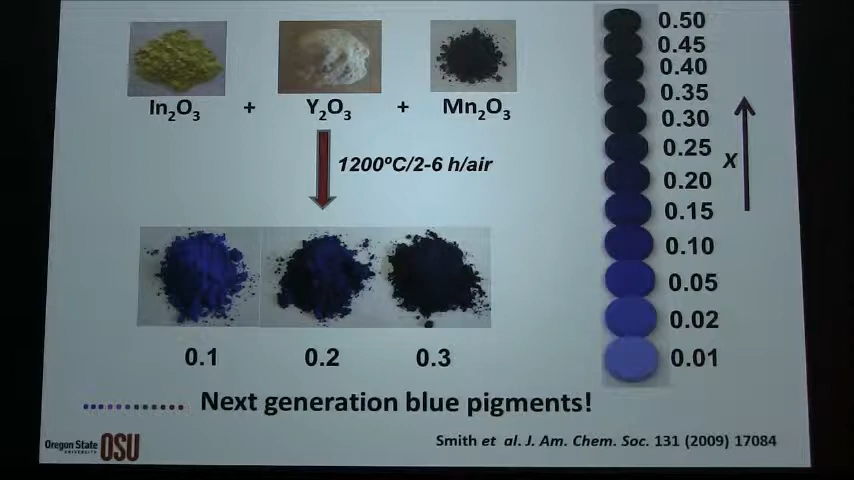 In₂O₃ + Y₂O₃ + Mn₂O₃
1200ºC/2-6 h/air
0.1 0.2 0.3
Next generation blue pigments!
0.50
0.45
0.40
0.35
0.30
0.25
0.20
0.15
0.10
0.05
0.02
0.01
X
Oregon State
UNIVERSITY
OSU
Smith et al. J. Am. Chem. Soc. 131 (2009) 17084